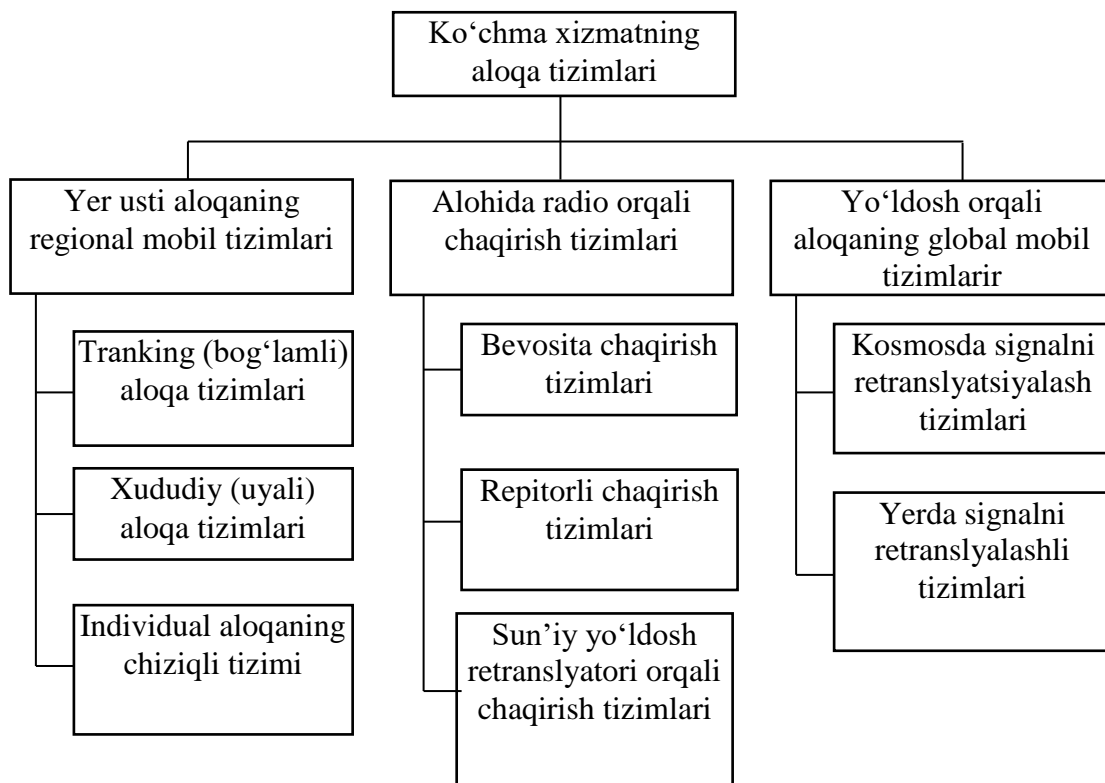 Ko‘chma xizmatning
aloqa tizimlari
Yer usti aloqaning
regional mobil tizimlari
Tranking (bog‘lamli)
aloqa tizimlari
Xududiy (uyali)
aloqa tizimlari
Individual aloqaning
chiziqli tizimi
Alohida radio orqali
chaqirish tizimlari
Bevosita chaqirish
tizimlari
Repitorli chaqirish
tizimlari
Sun’iy yo‘ldosh
retranslyatori orqali
chaqirish tizimlari
Yo‘ldosh orqali
aloqaning global mobil
tizimlarir
Kosmosda signalni
retranslyatsiyalash
tizimlari
Yerda signalni
retranslyalashli
tizimlari